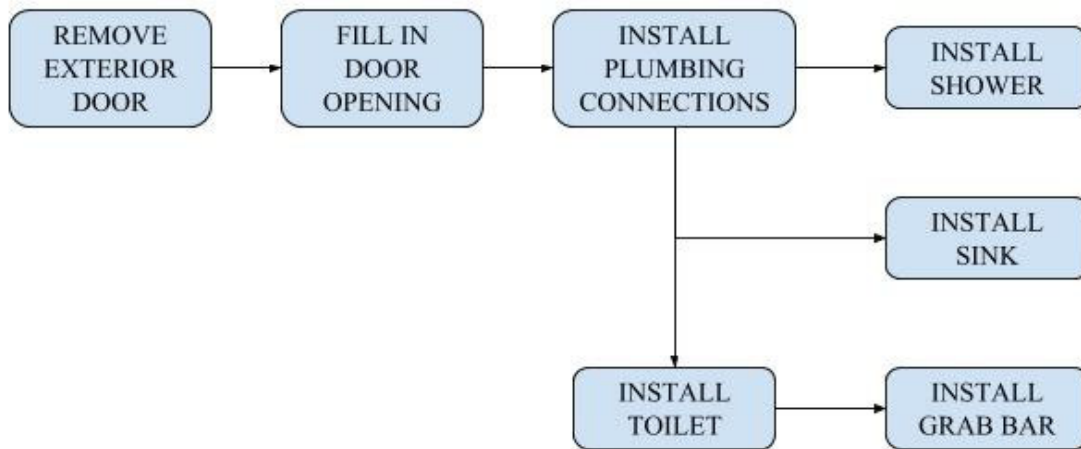 REMOVE
EXTERIOR
DOOR
FILL IN
DOOR
OPENING
INSTALL
PLUMBING
CONNECTIONS
INSTALL
SHOWER
INSTALL
SINK
INSTALL
TOILET
INSTALL
GRAB BAR